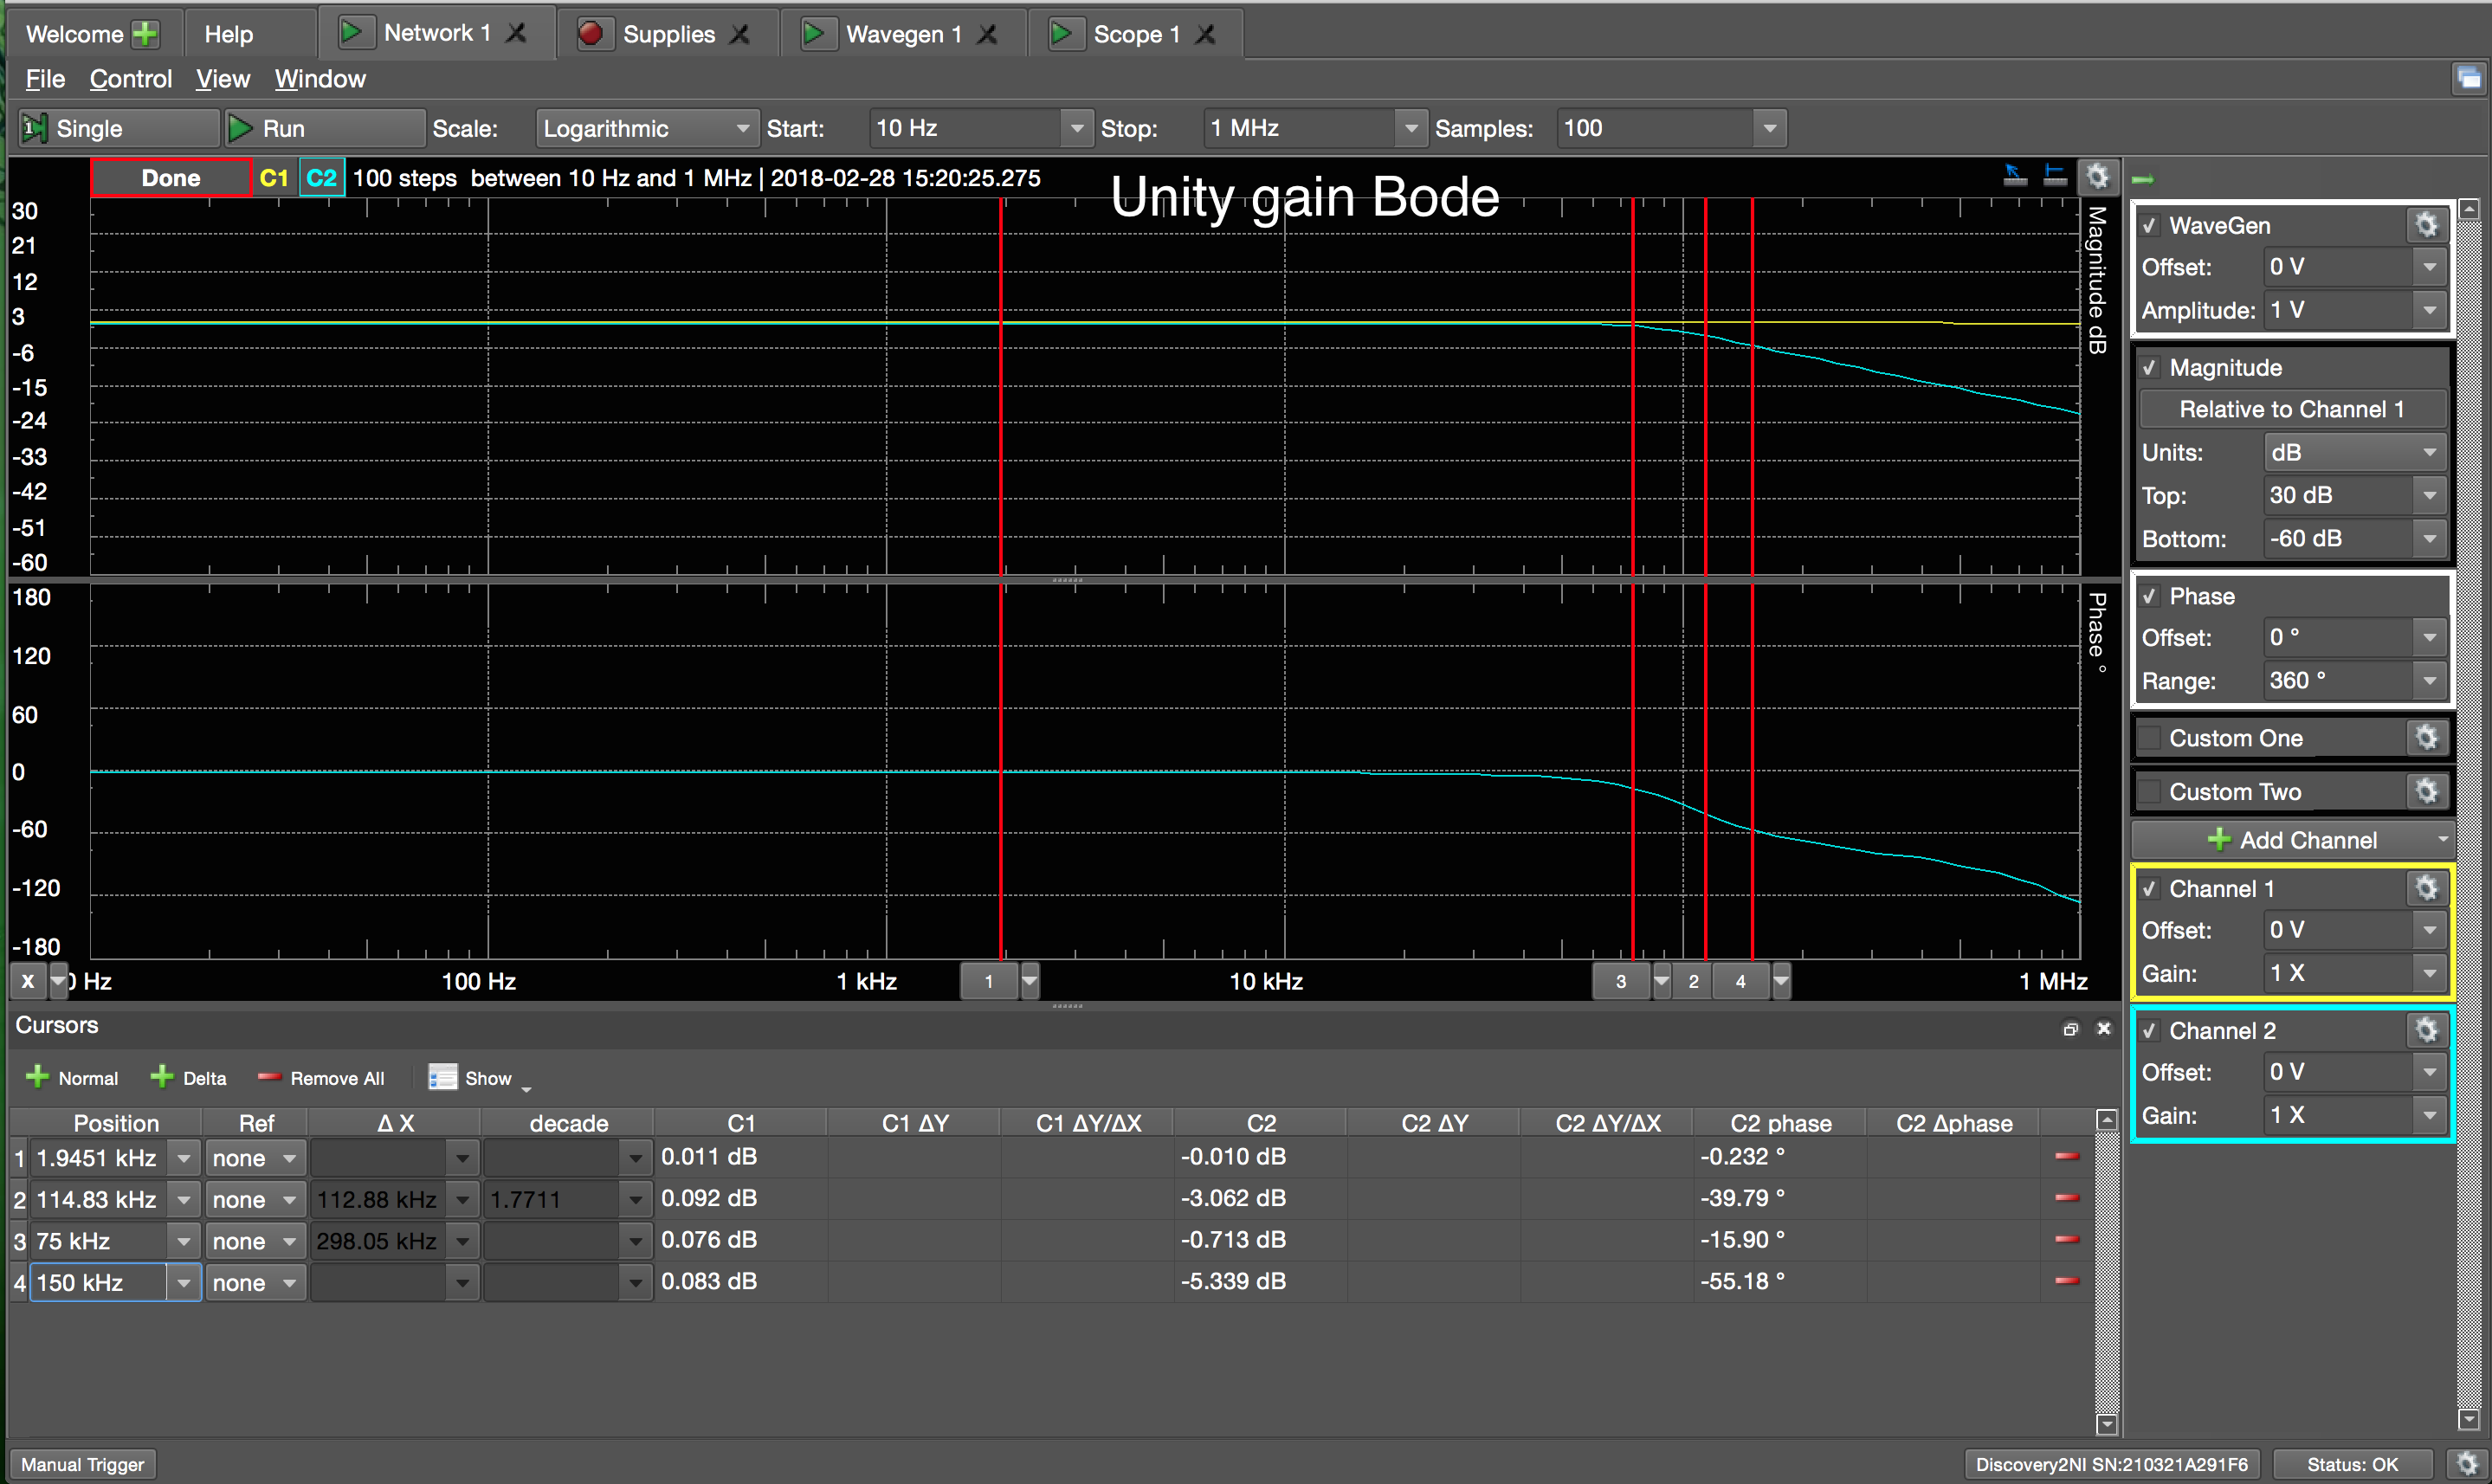 Welcome Help Network 1 Supplies Wavegen 1 Scope 1
File Control View Window
Single Run Scale: Logarithmic Start: 10 Hz Stop: 1 MHz Samples: 100
Done C1 C2 100 steps between 10 Hz and 1 MHz | 2018-02-28 15:20:25.275
Unity gain Bode
30
21
12
3
-6
-15
-24
-33
-42
-51
-60
Magnitude dB
180
120
60
0
-60
-120
-180
Phase °
X 0 Hz 100 Hz 1 kHz 1 10 kHz 3 2 4 1 MHz
WaveGen
Offset: 0 V
Amplitude: 1 V
Magnitude
Relative to Channel 1
Units: dB
Top: 30 dB
Bottom: -60 dB
Phase
Offset: 0 °
Range: 360 °
Custom One
Custom Two
Add Channel
Channel 1
Offset: 0 V
Gain: 1 X
Channel 2
Offset: 0 V
Gain: 1 X
Cursors
Normal Delta Remove All Show
Position Ref Δ X decade C1 C1 ΔY C1 ΔY/ΔX C2 C2 ΔY C2 ΔY/ΔX C2 phase C2 Δphase
1 1.9451 kHz none 0.011 dB -0.010 dB -0.232 °
2 114.83 kHz none 112.88 kHz 1.7711 0.092 dB -3.062 dB -39.79 °
3 75 kHz none 298.05 kHz 0.076 dB -0.713 dB -15.90 °
4 150 kHz none 0.083 dB -5.339 dB -55.18 °
Manual Trigger Discovery2NI SN:210321A291F6 Status: OK